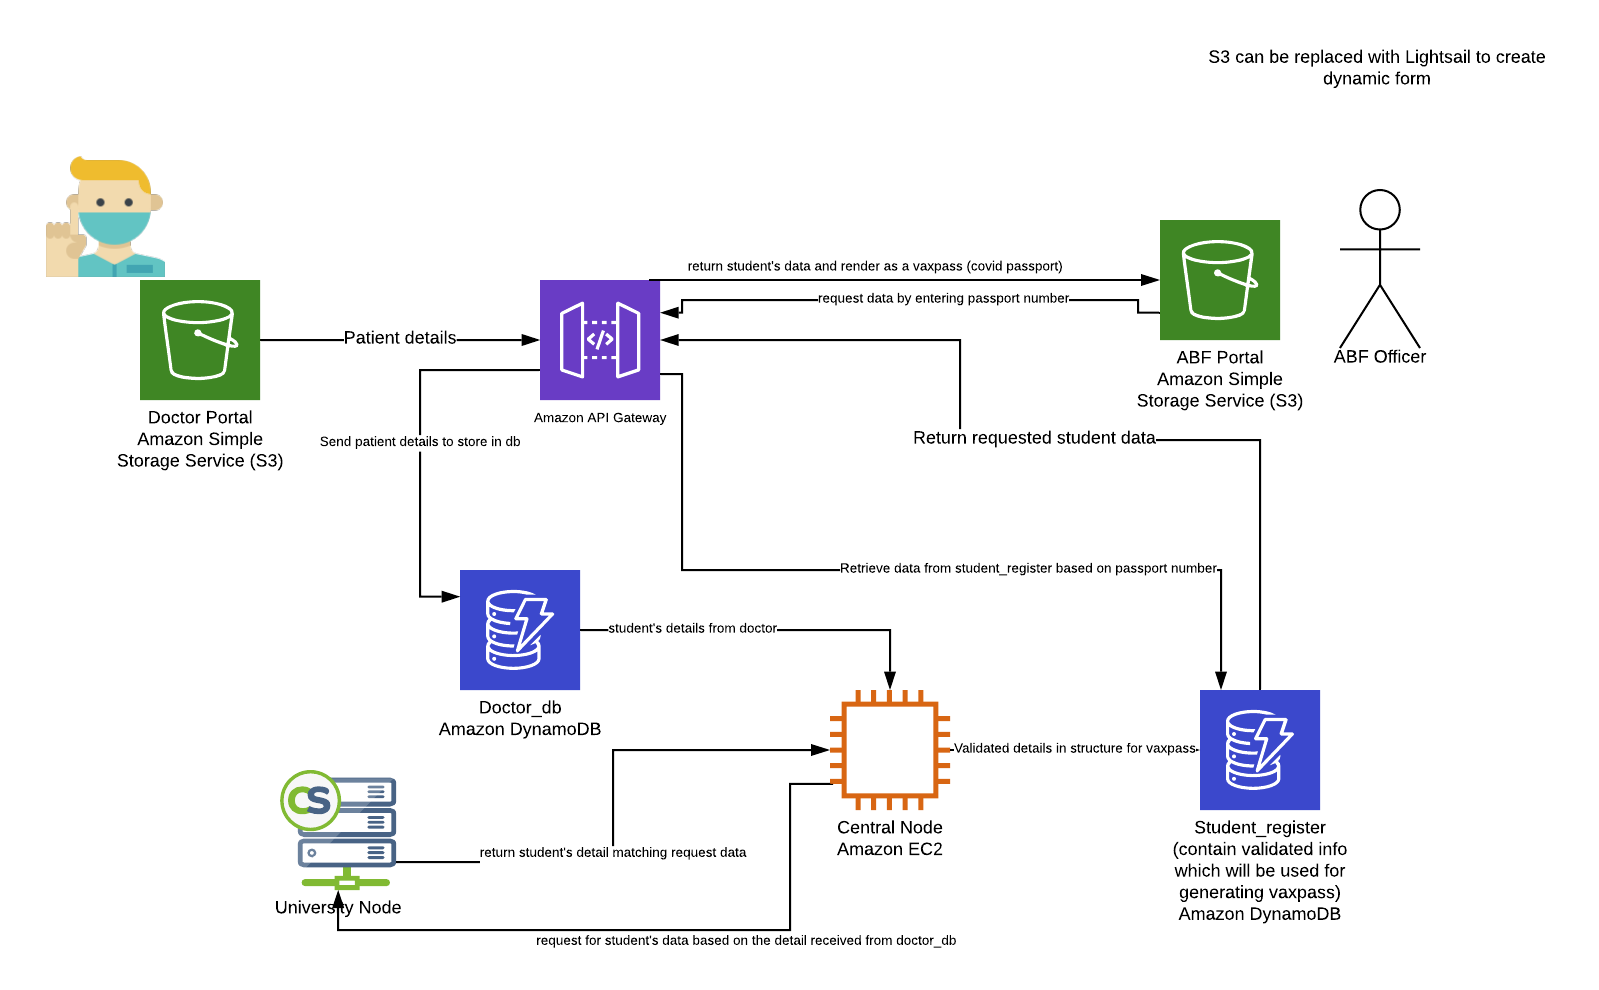 S3 can be replaced with Lightsail to create
dynamic form
return student's data and render as a vaxpass (covid passport)
request data by entering passport number
Patient details
</>
ABF Portal
Amazon Simple
Storage Service (S3)
ABF Officer
Doctor Portal
Amazon Simple
Storage Service (S3)
Amazon API Gateway
Send patient details to store in db
Return requested student data
Retrieve data from student_register based on passport number
student's details from doctor
Doctor_db
Amazon DynamoDB
Validated details in structure for vaxpass
CS
Central Node
Amazon EC2
Student_register
(contain validated info
which will be used for
generating vaxpass)
Amazon DynamoDB
return student's detail matching request data
University Node
request for student's data based on the detail received from doctor_db